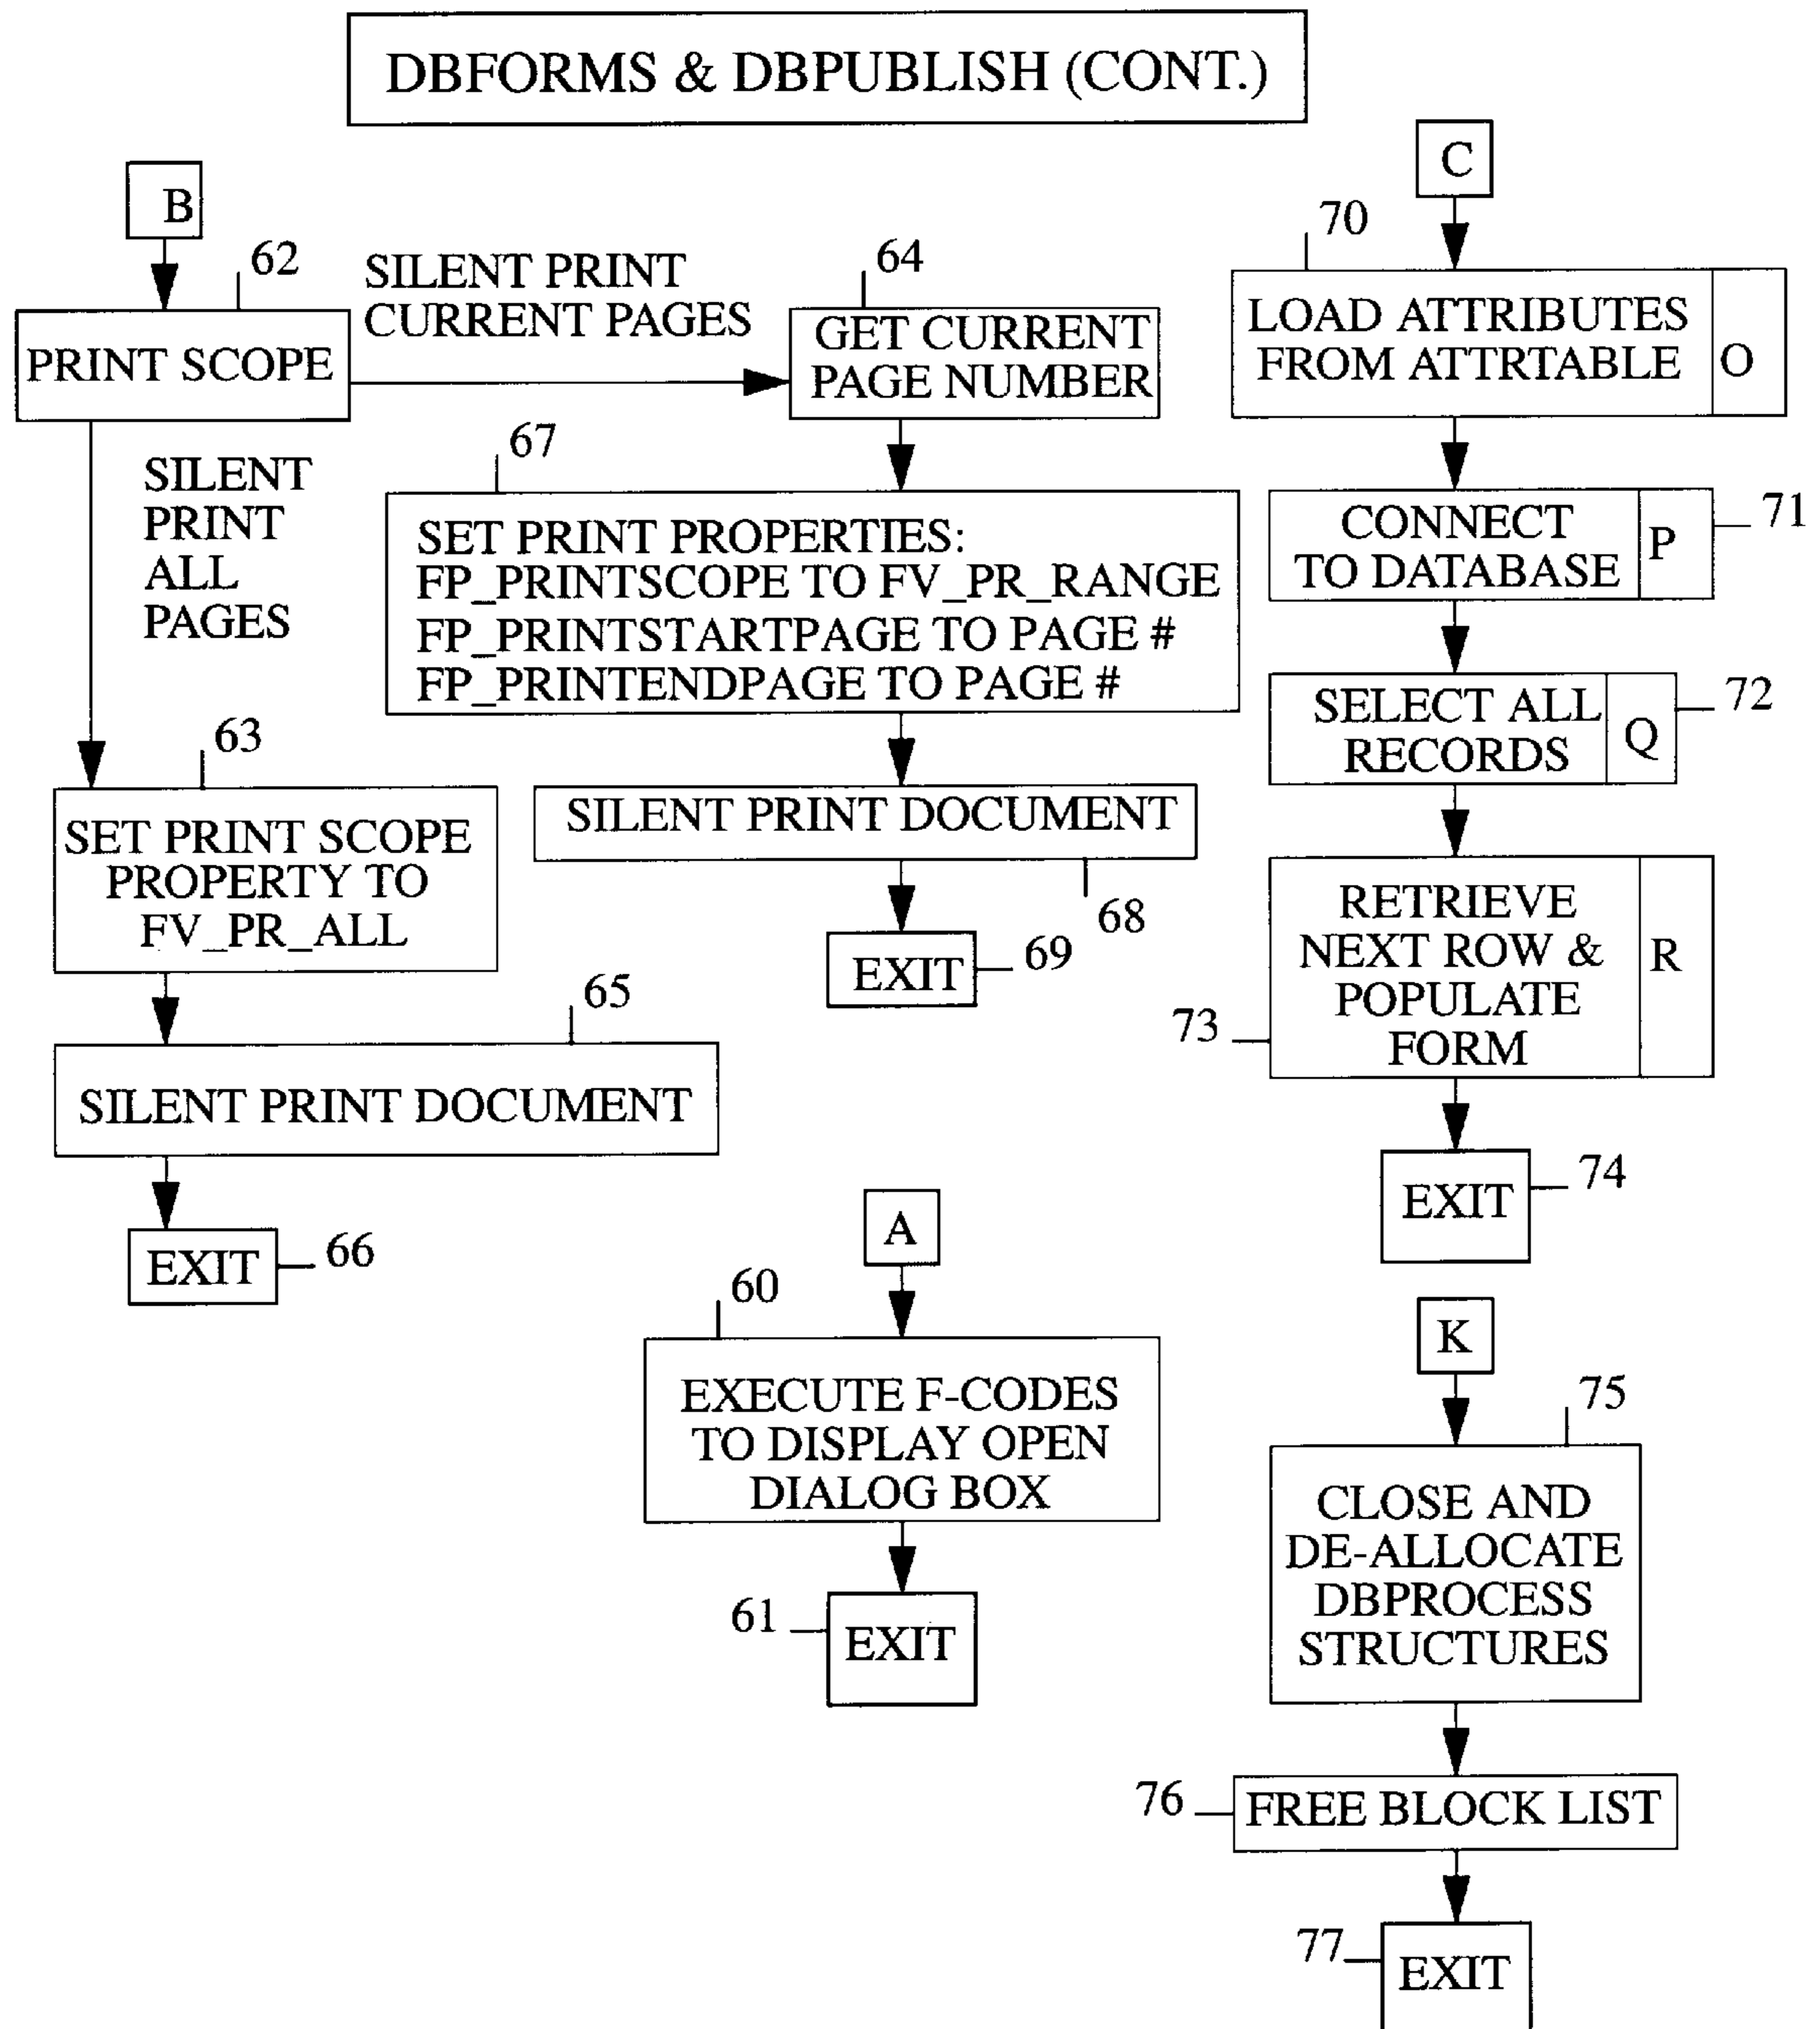 DBFORMS & DBPUBLISH (CONT.)
B
62
PRINT SCOPE
SILENT PRINT
CURRENT PAGES
64
GET CURRENT
PAGE NUMBER
SILENT
PRINT
ALL
PAGES
67
SET PRINT PROPERTIES:
FP_PRINTSCOPE TO FV_PR_RANGE
FP_PRINTSTARTPAGE TO PAGE #
FP_PRINTENDPAGE TO PAGE #
63
SET PRINT SCOPE
PROPERTY TO
FV_PR_ALL
SILENT PRINT DOCUMENT
68
EXIT
69
65
SILENT PRINT DOCUMENT
EXIT
66
A
60
EXECUTE F-CODES
TO DISPLAY OPEN
DIALOG BOX
61
EXIT
C
70
LOAD ATTRIBUTES
FROM ATTRTABLE
O
CONNECT
TO DATABASE
P
71
SELECT ALL
RECORDS
Q
72
RETRIEVE
NEXT ROW &
POPULATE
FORM
R
73
EXIT
74
K
75
CLOSE AND
DE-ALLOCATE
DBPROCESS
STRUCTURES
76
FREE BLOCK LIST
77
EXIT